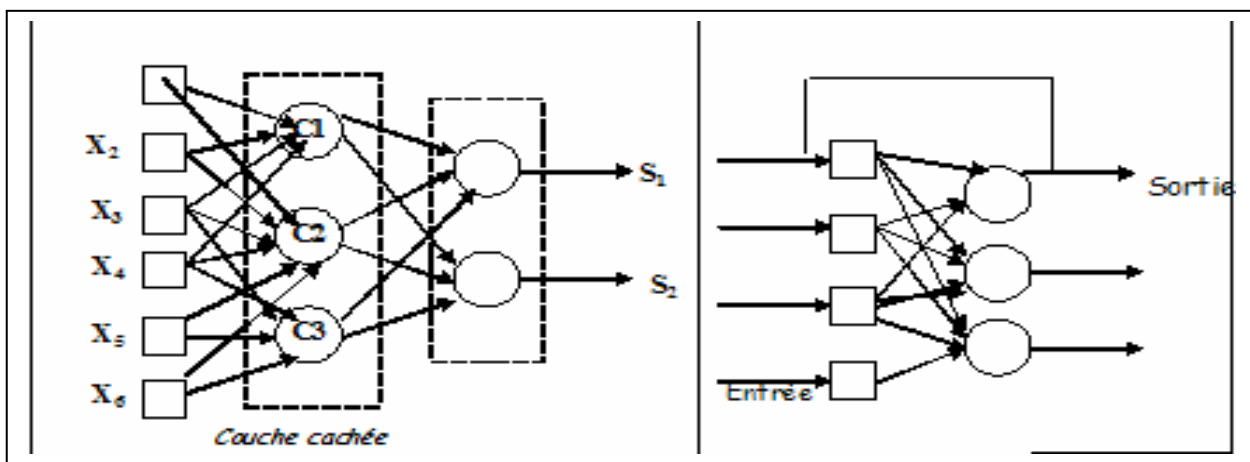 X₂
X₃
X₄
X₅
X₆
C1
C2
C3
Couche cachée
S₁
S₂
Entrée
Sortie